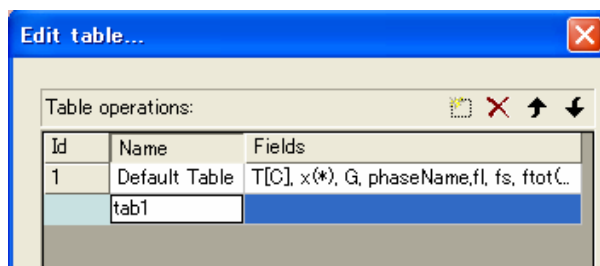 Edit table...
Table operations:
Id Name Fields
1 Default Table T[C], x(*), G, phaseName,fl, fs, ftot(...
tab1